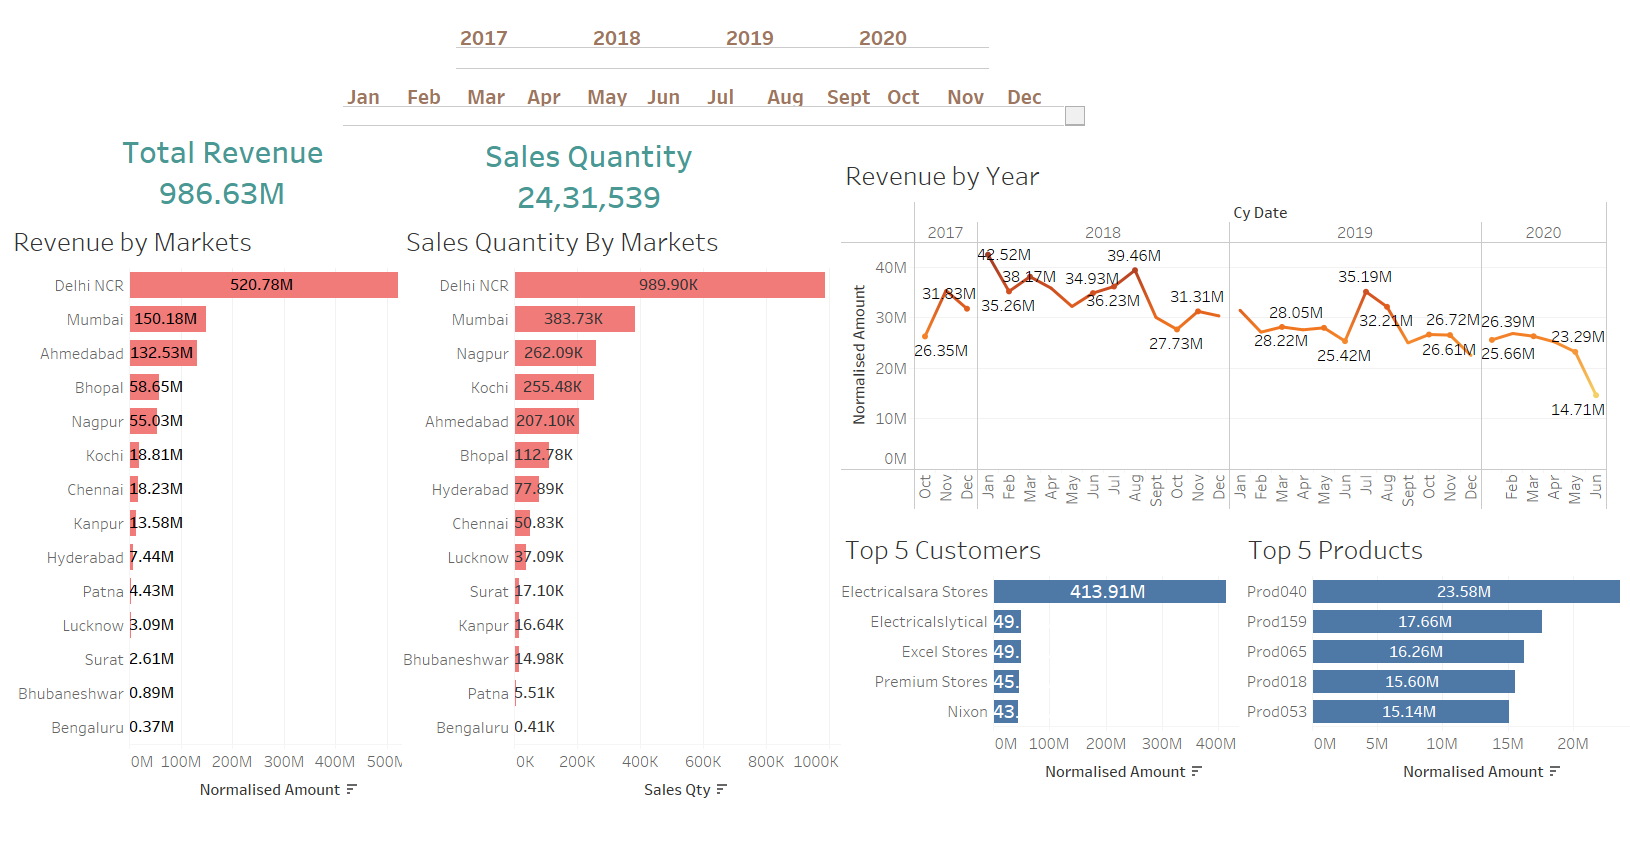 2017 2018 2019 2020
Jan Feb Mar Apr May Jun Jul Aug Sept Oct Nov Dec
Total Revenue
986.63M
Sales Quantity
24,31,539
Revenue by Markets
Delhi NCR 520.78M
Mumbai 150.18M
Ahmedabad 132.53M
Bhopal 58.65M
Nagpur 55.03M
Kochi 18.81M
Chennai 18.23M
Kanpur 13.58M
Hyderabad 7.44M
Patna 4.43M
Lucknow 3.09M
Surat 2.61M
Bhubaneshwar 0.89M
Bengaluru 0.37M
0M 100M 200M 300M 400M 500M
Normalised Amount
Sales Quantity By Markets
Delhi NCR 989.90K
Mumbai 383.73K
Nagpur 262.09K
Kochi 255.48K
Ahmedabad 207.10K
Bhopal 112.78K
Hyderabad 77.89K
Chennai 50.83K
Lucknow 37.09K
Surat 17.10K
Kanpur 16.64K
Bhubaneshwar 14.98K
Patna 5.51K
Bengaluru 0.41K
0K 200K 400K 600K 800K 1000K
Sales Qty
Revenue by Year
Cy Date
2017 2018 2019 2020
Normalised Amount
40M
30M
20M
10M
0M
26.35M 31.83M 42.52M 35.26M 38.17M 34.93M 36.23M 39.46M 27.73M 31.31M 28.22M 28.05M 25.42M 35.19M 32.21M 26.72M 26.61M 25.66M 26.39M 23.29M 14.71M
Oct Nov Dec Jan Feb Mar Apr May Jun Jul Aug Sept Oct Nov Dec Jan Feb Mar Apr May Jun Jul Aug Sept Oct Nov Dec Feb Mar Apr May Jun
Top 5 Customers
Electricalsara Stores 413.91M
Electricalslytical 49.
Excel Stores 49.
Premium Stores 45.
Nixon 43.
0M 100M 200M 300M 400M
Normalised Amount
Top 5 Products
Prod040 23.58M
Prod159 17.66M
Prod065 16.26M
Prod018 15.60M
Prod053 15.14M
0M 5M 10M 15M 20M
Normalised Amount